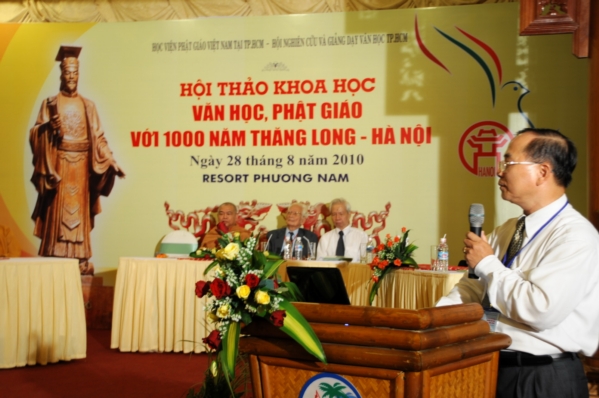 HỌC VIỆN PHẬT GIÁO VIỆT NAM TẠI TP.HCM - HỘI NGHIÊN CỨU VÀ GIẢNG DẠY VĂN HỌC TP.HCM
HỘI THẢO KHOA HỌC
VĂN HỌC, PHẬT GIÁO
VỚI 1000 NĂM THĂNG LONG - HÀ NỘI
Ngày 28 tháng 8 năm 2010
RESORT PHƯƠNG NAM
HANOI